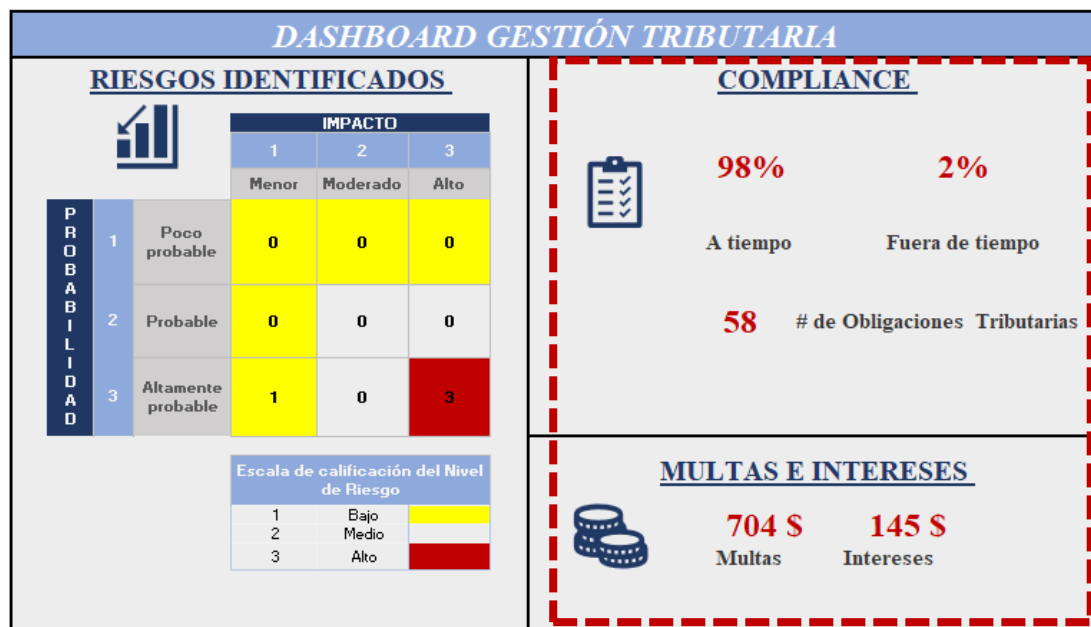 DASHBOARD GESTIÓN TRIBUTARIA
RIESGOS IDENTIFICADOS
IMPACTO
1 2 3
Menor Moderado Alto
PROBABILIDAD
1 Poco probable 0 0 0
2 Probable 0 0 0
3 Altamente probable 1 0 3
Escala de calificación del Nivel
de Riesgo
1 Bajo
2 Medio
3 Alto
COMPLIANCE
98% 2%
A tiempo Fuera de tiempo
58 # de Obligaciones Tributarias
MULTAS E INTERESES
704 $ 145 $
Multas Intereses